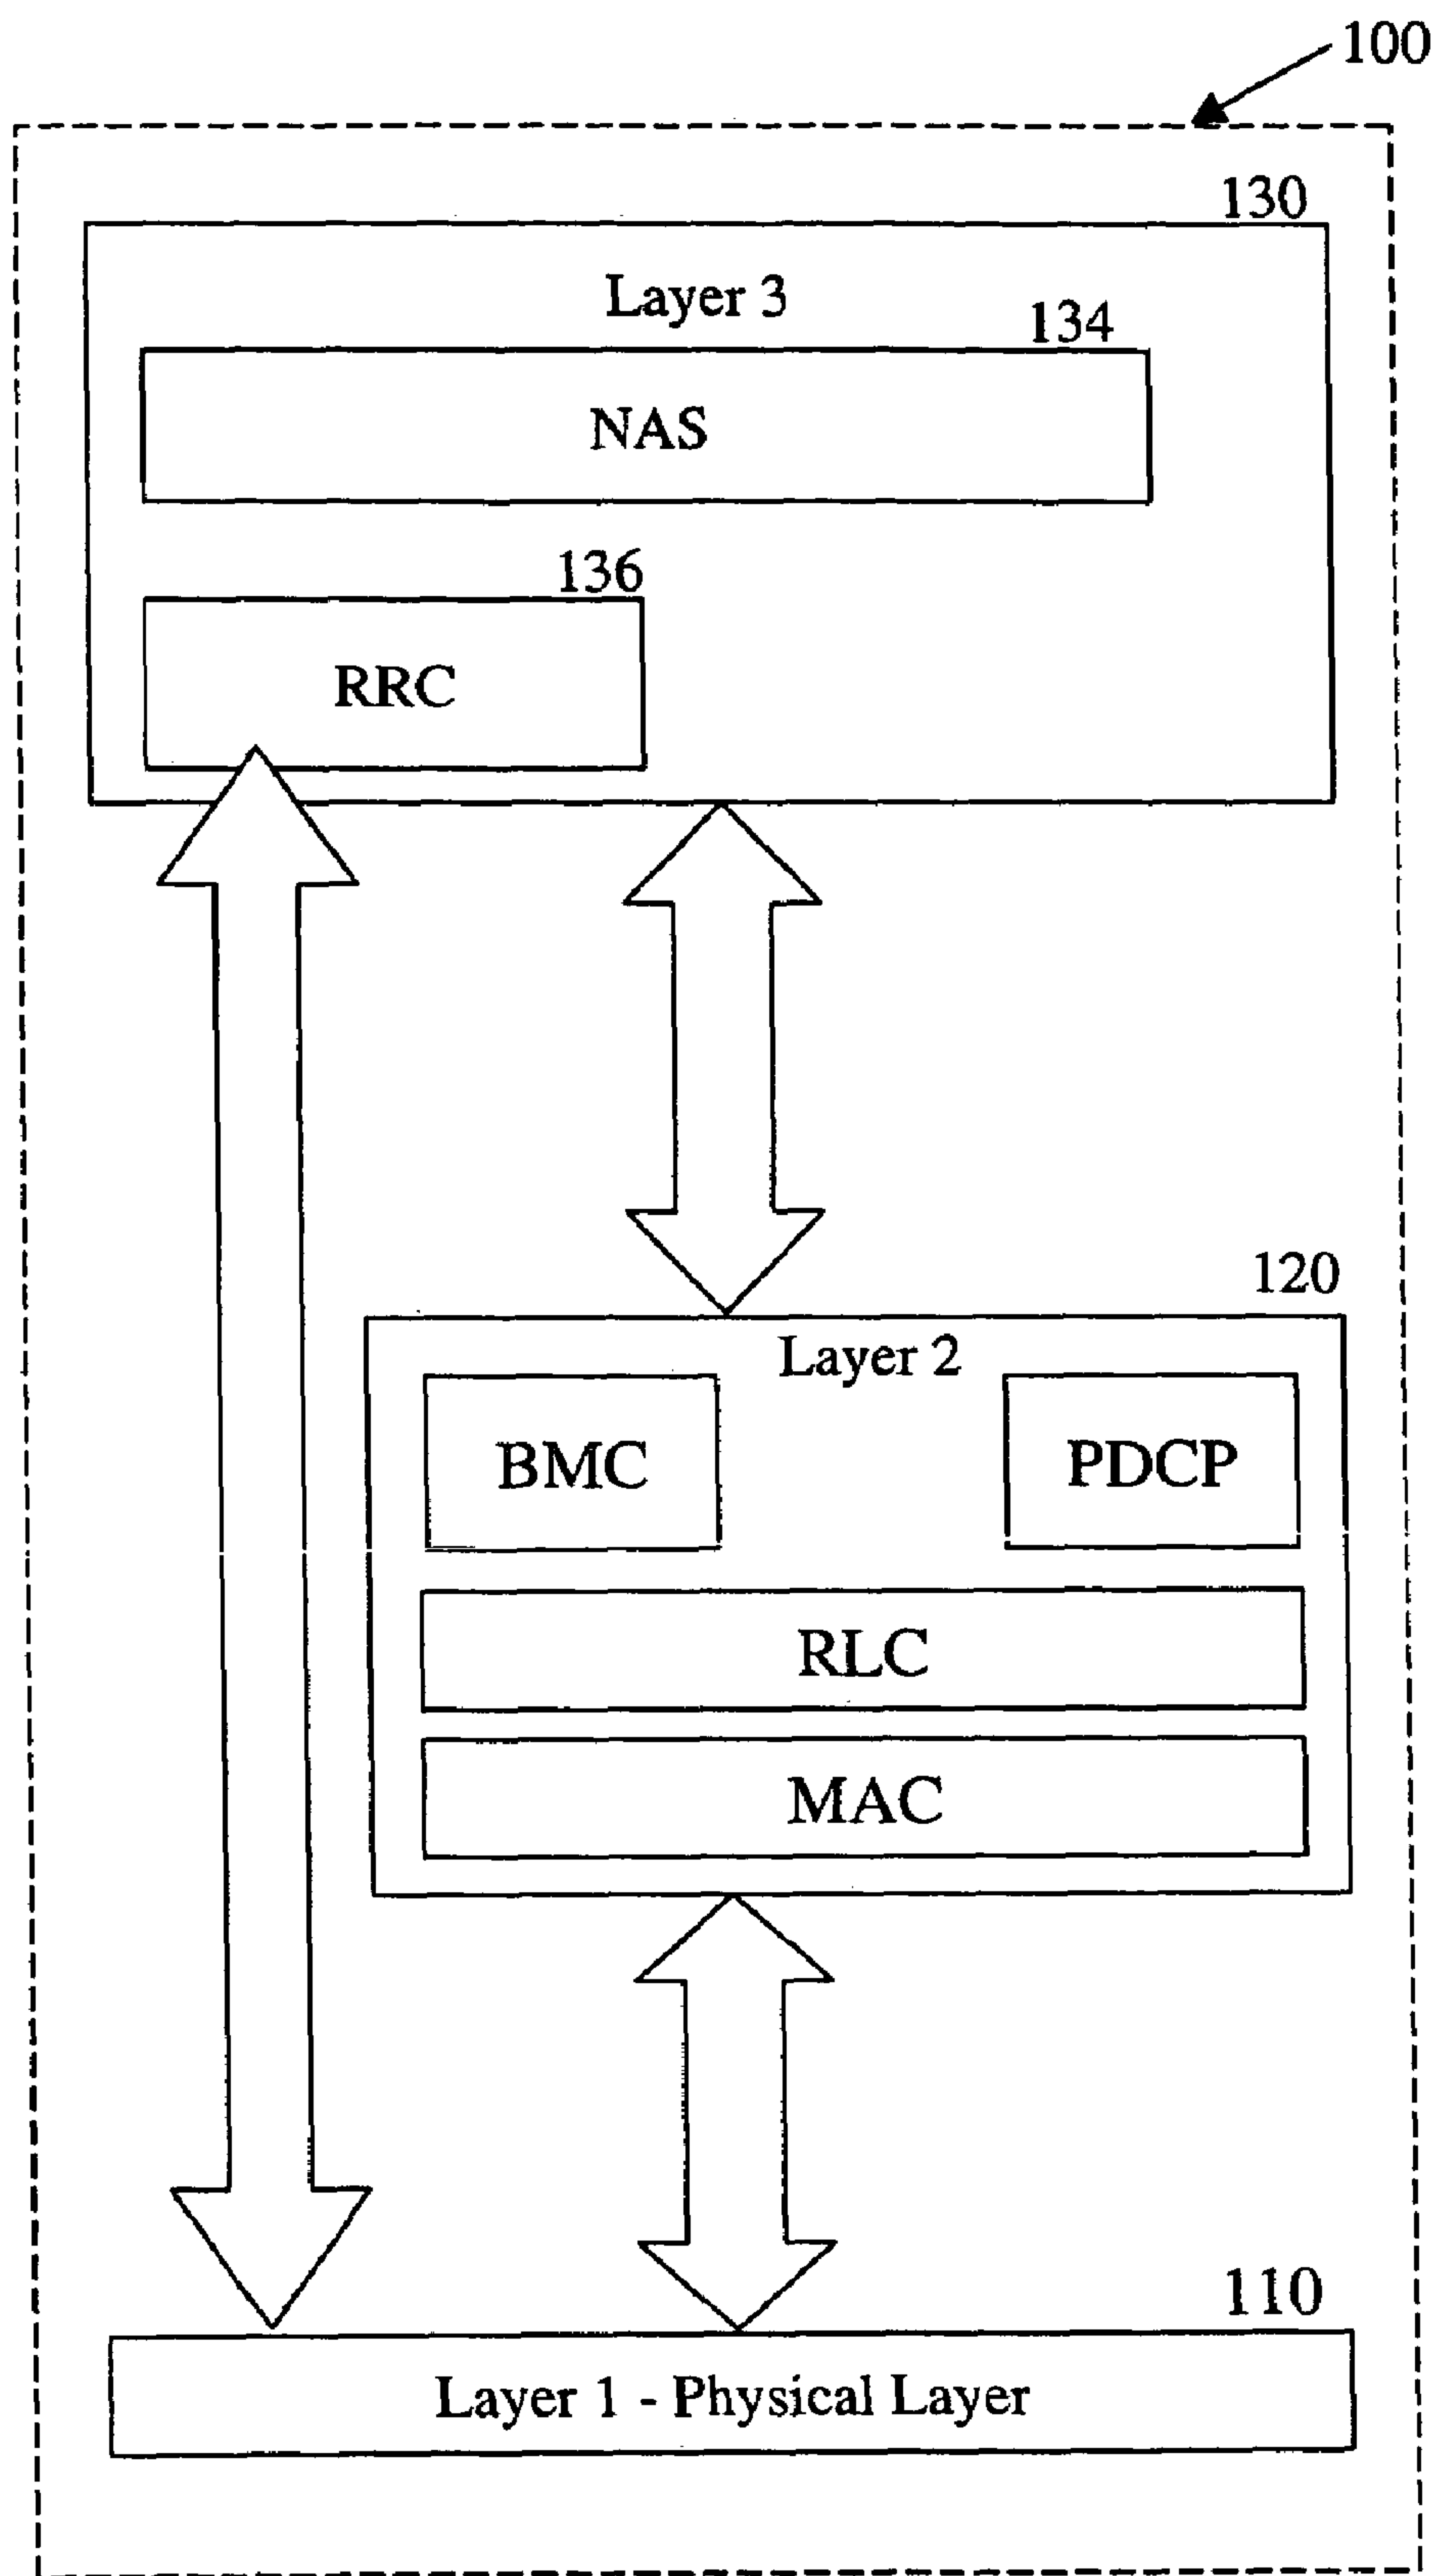 100
130
Layer 3
134
NAS
136
RRC
120
Layer 2
BMC
PDCP
RLC
MAC
110
Layer 1 - Physical Layer